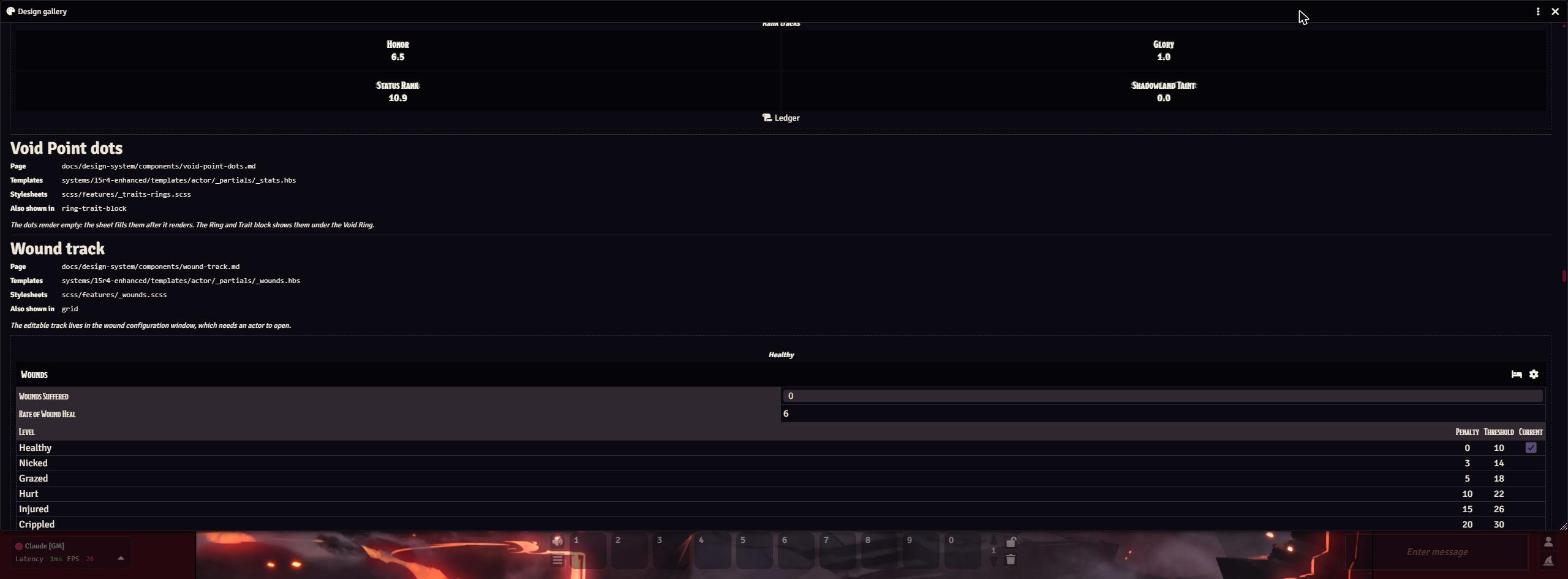 Design gallery
Rank tracks
Honor
6.5
Glory
1.0
Status Rank
10.9
Shadowland Taint
0.0
Ledger
Void Point dots
Page docs/design-system/components/void-point-dots.md
Templates systems/l5r4-enhanced/templates/actor/_partials/_stats.hbs
Stylesheets scss/features/_traits-rings.scss
Also shown in ring-trait-block
The dots render empty: the sheet fills them after it renders. The Ring and Trait block shows them under the Void Ring.
Wound track
Page docs/design-system/components/wound-track.md
Templates systems/l5r4-enhanced/templates/actor/_partials/_wounds.hbs
Stylesheets scss/features/_wounds.scss
Also shown in grid
The editable track lives in the wound configuration window, which needs an actor to open.
Healthy
Wounds
Wounds Suffered 0
Rate of Wound Heal 6
Level Penalty Threshold Current
Healthy 0 10
Nicked 3 14
Grazed 5 18
Hurt 10 22
Injured 15 26
Crippled 20 30
Claude [GM]
Latency 3ms FPS 26
1 2 3 4 5 6 7 8 9 0
1
Enter message